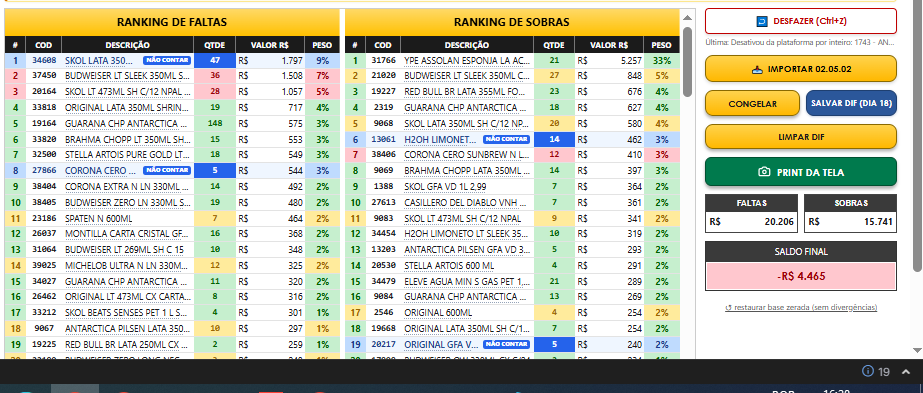 RANKING DE FALTAS
# COD DESCRIÇÃO QTDE VALOR R$ PESO
1 34608 SKOL LATA 350... NÃO CONTAR 47 R$ 1.797 9%
2 37450 BUDWEISER LT SLEEK 350ML S... 36 R$ 1.508 7%
3 20164 SKOL LT 473ML SH C/12 NPAL ... 28 R$ 1.057 5%
4 33818 ORIGINAL LATA 350ML SHRIN... 19 R$ 717 4%
5 19164 GUARANA CHP ANTARCTICA ... 148 R$ 575 3%
6 33820 BRAHMA CHOPP LT 350ML SH... 15 R$ 553 3%
7 32500 STELLA ARTOIS PURE GOLD LT... 18 R$ 549 3%
8 27866 CORONA CERO ... NÃO CONTAR 5 R$ 544 3%
9 38404 CORONA EXTRA N LN 330ML ... 14 R$ 492 2%
10 38405 BUDWEISER ZERO LN 330ML S... 19 R$ 480 2%
11 23186 SPATEN N 600ML 7 R$ 464 2%
12 26037 MONTILLA CARTA CRISTAL GF... 16 R$ 368 2%
13 31064 BUDWEISER LT 269ML SH C 15 10 R$ 348 2%
14 39025 MICHELOB ULTRA N LN 330M... 12 R$ 325 2%
15 34027 GUARANA CHP ANTARCTICA ... 11 R$ 320 2%
16 26462 ORIGINAL LT 473ML CX CARTA... 8 R$ 316 2%
17 33212 SKOL BEATS SENSES PET 1 L S... 4 R$ 301 1%
18 9067 ANTARCTICA PILSEN LATA 350... 10 R$ 297 1%
19 19225 RED BULL BR LATA 250ML CX ... 2 R$ 259 1%
RANKING DE SOBRAS
# COD DESCRIÇÃO QTDE VALOR R$ PESO
1 31766 YPE ASSOLAN ESPONJA LA AC... 21 R$ 5.257 33%
2 21020 BUDWEISER LT SLEEK 350ML C... 27 R$ 848 5%
3 19227 RED BULL BR LATA 355ML FO... 23 R$ 676 4%
4 2319 GUARANA CHP ANTARCTICA ... 18 R$ 627 4%
5 9068 SKOL LATA 350ML SH C/12 NP... 20 R$ 580 4%
6 13061 H2OH LIMONET... NÃO CONTAR 14 R$ 462 3%
7 38406 CORONA CERO SUNBREW N L... 12 R$ 410 3%
8 9069 BRAHMA CHOPP LATA 350ML ... 14 R$ 397 3%
9 1388 SKOL GFA VD 1L 2,99 7 R$ 364 2%
10 27613 CASILLERO DEL DIABLO VNH ... 7 R$ 361 2%
11 9083 SKOL LT 473ML SH C/12 NPAL 9 R$ 341 2%
12 34454 H2OH LIMONETO LT SLEEK 35... 10 R$ 319 2%
13 13203 ANTARCTICA PILSEN GFA VD 3... 5 R$ 293 2%
14 20530 STELLA ARTOIS 600 ML 4 R$ 291 2%
15 34479 ELEVE AGUA MIN S GAS PET 1,... 21 R$ 289 2%
16 9084 GUARANA CHP ANTARCTICA ... 13 R$ 269 2%
17 2546 ORIGINAL 600ML 4 R$ 254 2%
18 19668 ORIGINAL LATA 350ML SH C/1... 7 R$ 254 2%
19 20217 ORIGINAL GFA V... NÃO CONTAR 5 R$ 240 2%
DESFAZER (Ctrl+Z)
Última: Desativou da plataforma por inteiro: 1743 - AN...
IMPORTAR 02.05.02
CONGELAR
SALVAR DIF (DIA 18)
LIMPAR DIF
PRINT DA TELA
FALTAS
R$ 20.206
SOBRAS
R$ 15.741
SALDO FINAL
-R$ 4.465
↺ restaurar base zerada (sem divergências)
19